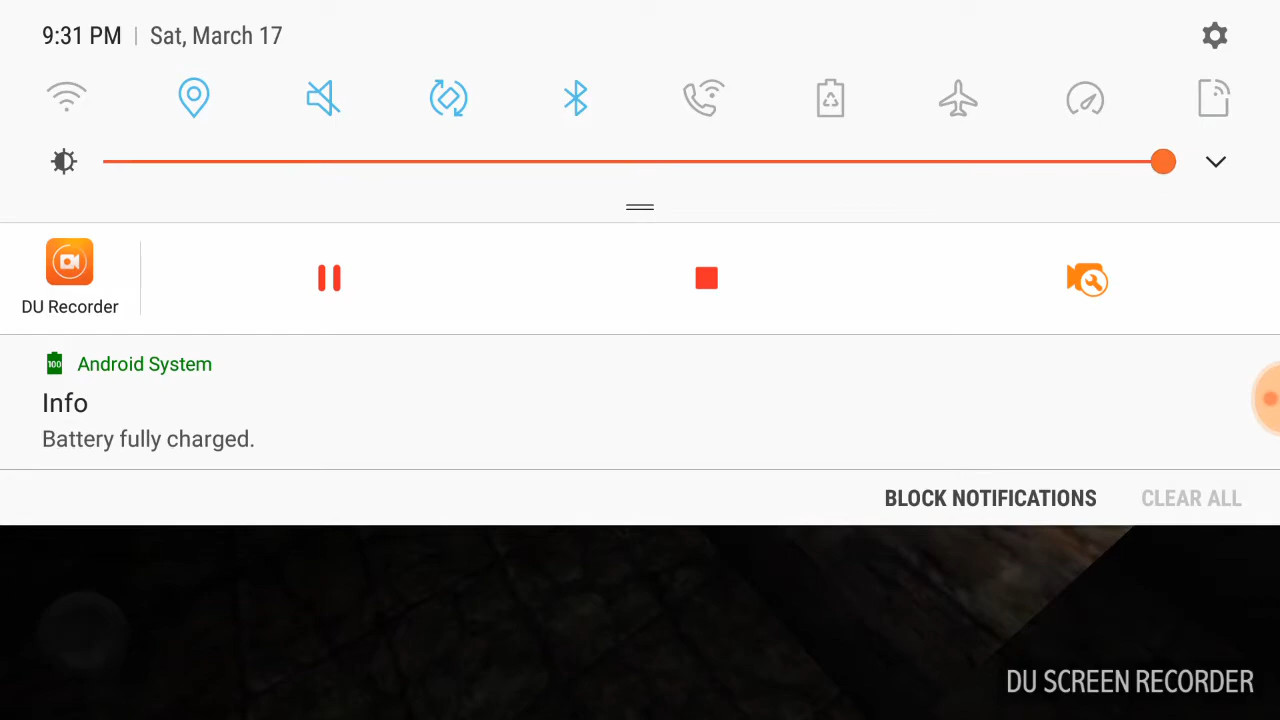 9:31 PM | Sat, March 17
DU Recorder
100 Android System
Info
Battery fully charged.
BLOCK NOTIFICATIONS CLEAR ALL
DU SCREEN RECORDER